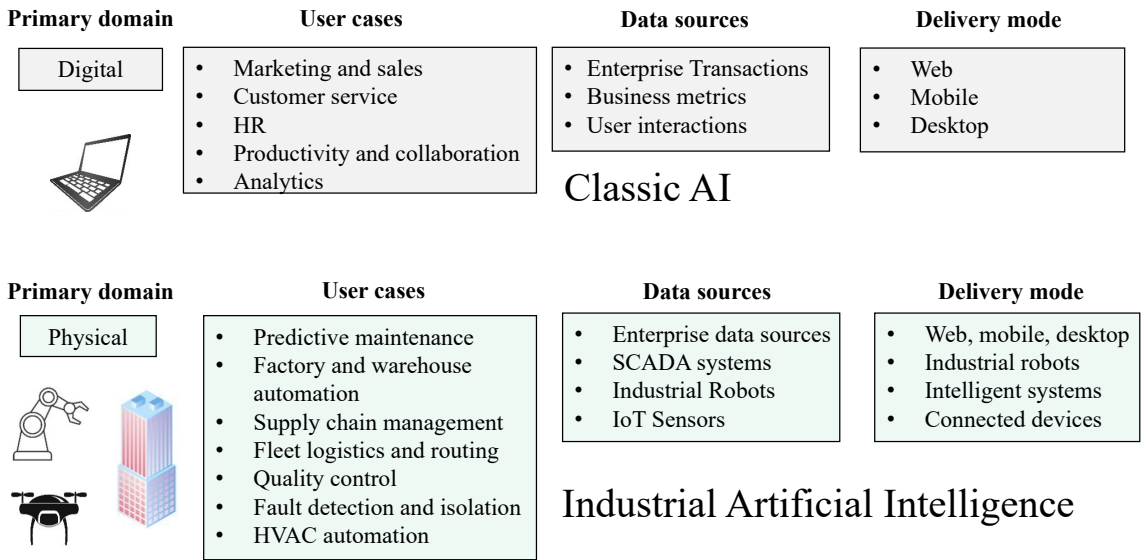 Primary domain
User cases
Data sources
Delivery mode
Digital
• Marketing and sales
• Customer service
• HR
• Productivity and collaboration
• Analytics
• Enterprise Transactions
• Business metrics
• User interactions
• Web
• Mobile
• Desktop
Classic AI
Primary domain
User cases
Data sources
Delivery mode
Physical
• Predictive maintenance
• Factory and warehouse
automation
• Supply chain management
• Fleet logistics and routing
• Quality control
• Fault detection and isolation
• HVAC automation
• Enterprise data sources
• SCADA systems
• Industrial Robots
• IoT Sensors
• Web, mobile, desktop
• Industrial robots
• Intelligent systems
• Connected devices
Industrial Artificial Intelligence